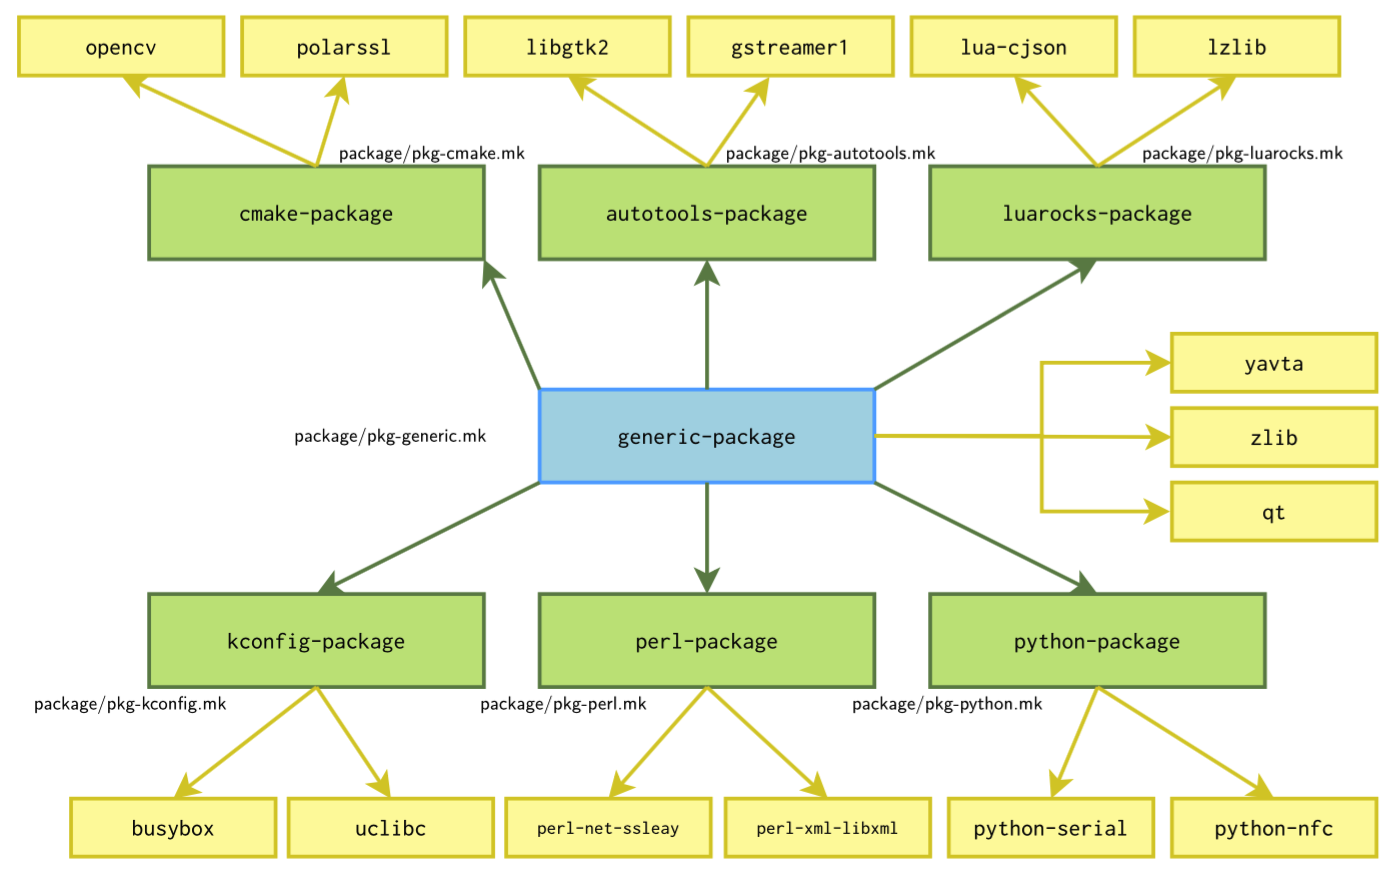 opencv
polarssl
libgtk2
gstreamer1
lua-cjson
lzlib
package/pkg-cmake.mk
package/pkg-autotools.mk
package/pkg-luarocks.mk
cmake-package
autotools-package
luarocks-package
yavta
package/pkg-generic.mk
generic-package
zlib
qt
kconfig-package
perl-package
python-package
package/pkg-kconfig.mk
package/pkg-perl.mk
package/pkg-python.mk
busybox
uclibc
perl-net-ssleay
perl-xml-libxml
python-serial
python-nfc